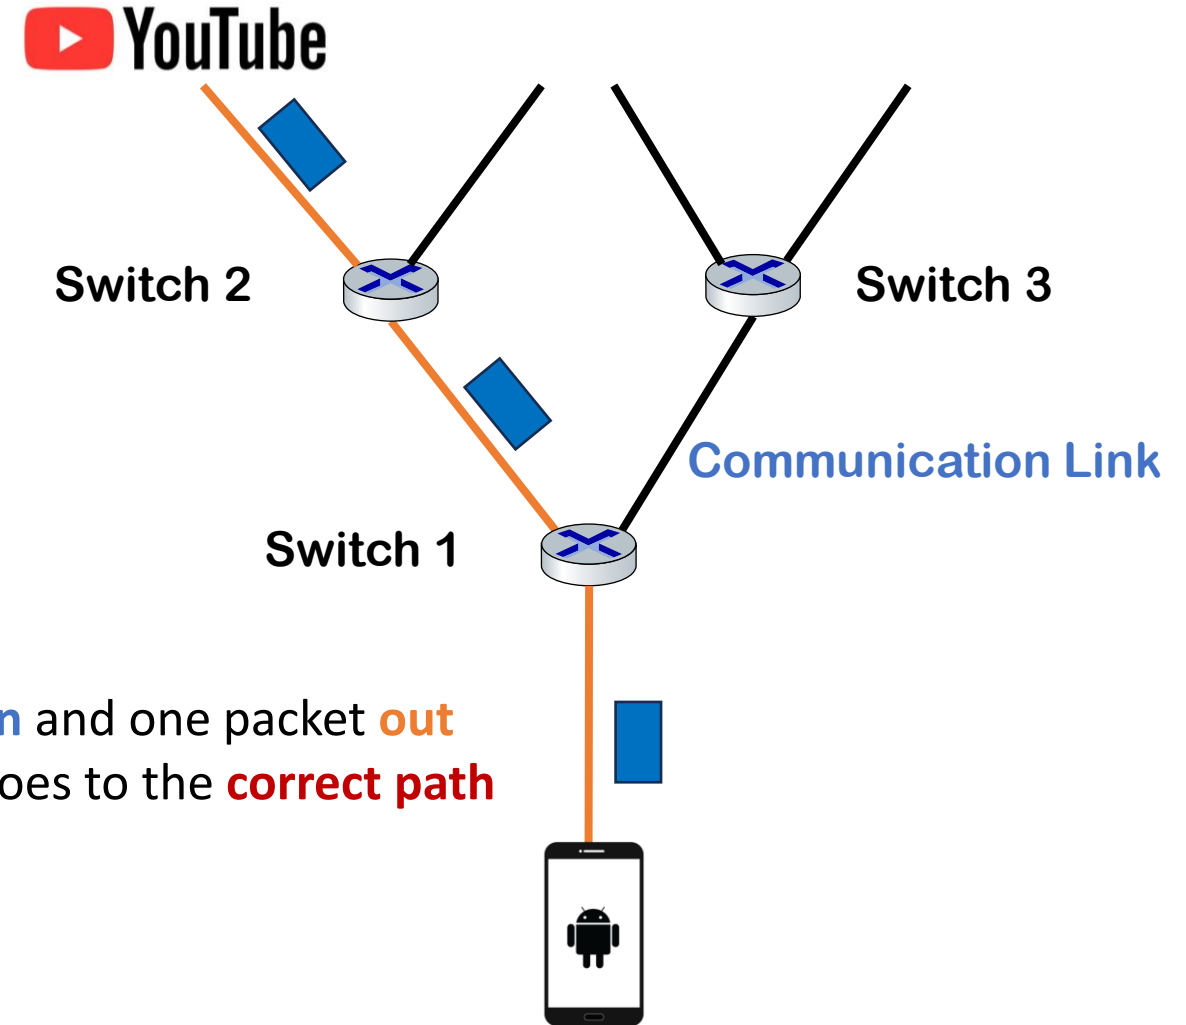 YouTube
Switch 2
Switch 3
Communication Link
Switch 1
n and one packet out
oes to the correct path